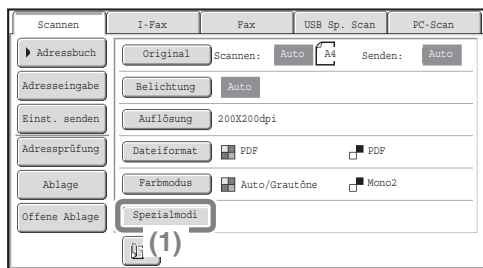 Scannen I-Fax Fax USB Sp. Scan PC-Scan
Adressbuch Original Scannen: Auto A4 Senden: Auto
Adresseingabe Belichtung Auto
Einst. senden Auflösung 200X200dpi
Adressprüfung Dateiformat PDF PDF
Ablage Farbmodus Auto/Grautöne Mono2
Offene Ablage Spezialmodi
(1)